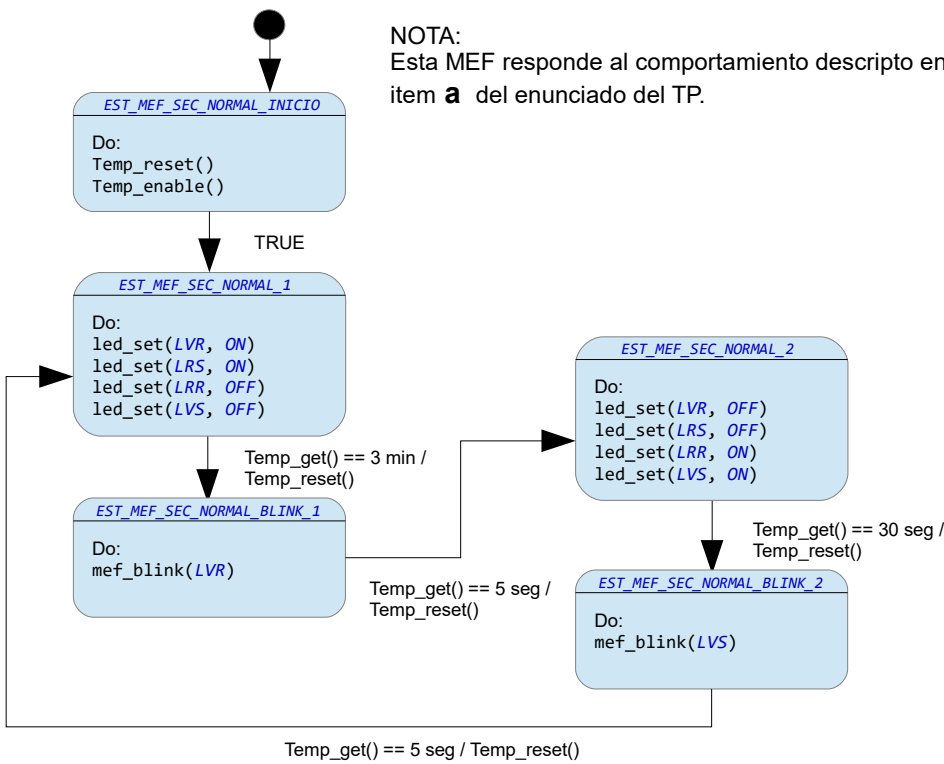 NOTA:
Esta MEF responde al comportamiento descripto en
item a del enunciado del TP.
EST_MEF_SEC_NORMAL_INICIO
Do:
Temp_reset()
Temp_enable()
TRUE
EST_MEF_SEC_NORMAL_1
Do:
led_set(LVR, ON)
led_set(LRS, ON)
led_set(LRR, OFF)
led_set(LVS, OFF)
Temp_get() == 3 min /
Temp_reset()
EST_MEF_SEC_NORMAL_BLINK_1
Do:
mef_blink(LVR)
Temp_get() == 5 seg /
Temp_reset()
EST_MEF_SEC_NORMAL_2
Do:
led_set(LVR, OFF)
led_set(LRS, OFF)
led_set(LRR, ON)
led_set(LVS, ON)
Temp_get() == 30 seg /
Temp_reset()
EST_MEF_SEC_NORMAL_BLINK_2
Do:
mef_blink(LVS)
Temp_get() == 5 seg / Temp_reset()